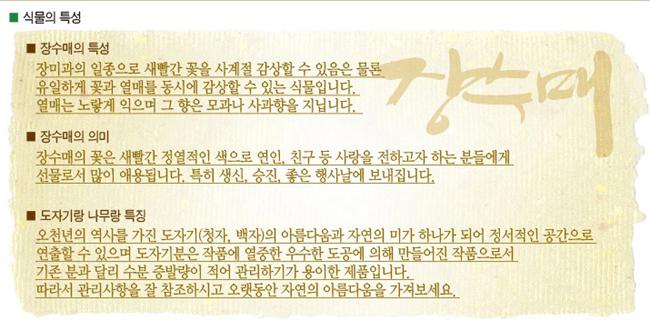 ■ 식물의 특성
■ 장수매의 특성
장미과의 일종으로 새빨간 꽃을 사계절 감상할 수 있음은 물론
유일하게 꽃과 열매를 동시에 감상할 수 있는 식물입니다.
열매는 노랗게 익으며 그 향은 모과나 사과향을 지닙니다.
장수매
■ 장수매의 의미
장수매의 꽃은 새빨간 정열적인 색으로 연인, 친구 등 사랑을 전하고자 하는 분들에게
선물로서 많이 애용됩니다. 특히 생신, 승진, 좋은 행사날에 보내집니다.
■ 도자기랑 나무랑 특징
오천년의 역사를 가진 도자기(청자, 백자)의 아름다움과 자연의 미가 하나가 되어 정서적인 공간으로
연출할 수 있으며 도자기분은 작품에 열중한 우수한 도공에 의해 만들어진 작품으로서
기존 분과 달리 수분 증발량이 적어 관리하기가 용이한 제품입니다.
따라서 관리사항을 잘 참조하시고 오랫동안 자연의 아름다움을 가져보세요.